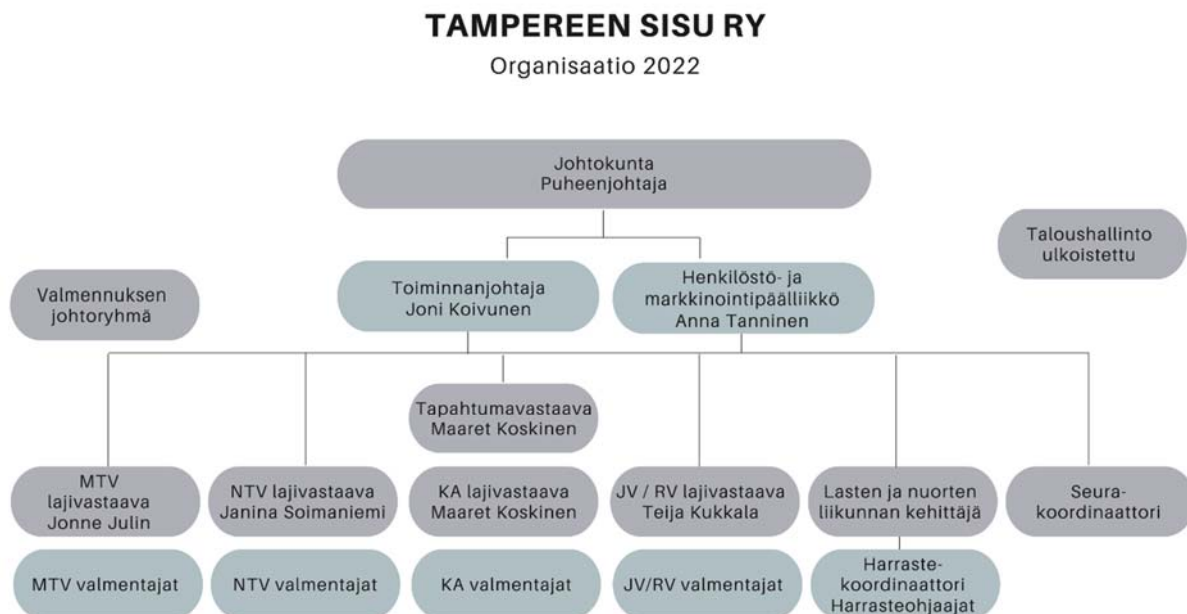 TAMPEREEN SISU RY
Organisaatio 2022
Johtokunta
Puheenjohtaja
Taloushallinto
ulkoistettu
Valmennuksen
johtoryhmä
Toiminnanjohtaja
Joni Koivunen
Henkilöstö- ja
markkinointipäälliikkö
Anna Tanninen
Tapahtumavastaava
Maaret Koskinen
MTV
lajivastaava
Jonne Julin
NTV lajivastaava
Janina Soimaniemi
KA lajivastaava
Maaret Koskinen
JV / RV lajivastaava
Teija Kukkala
Lasten ja nuorten
liikunnan kehittäjä
Seura-
koordinaattori
MTV valmentajat
NTV valmentajat
KA valmentajat
JV/RV valmentajat
Harraste-
koordinaattori
Harrasteohjaajat